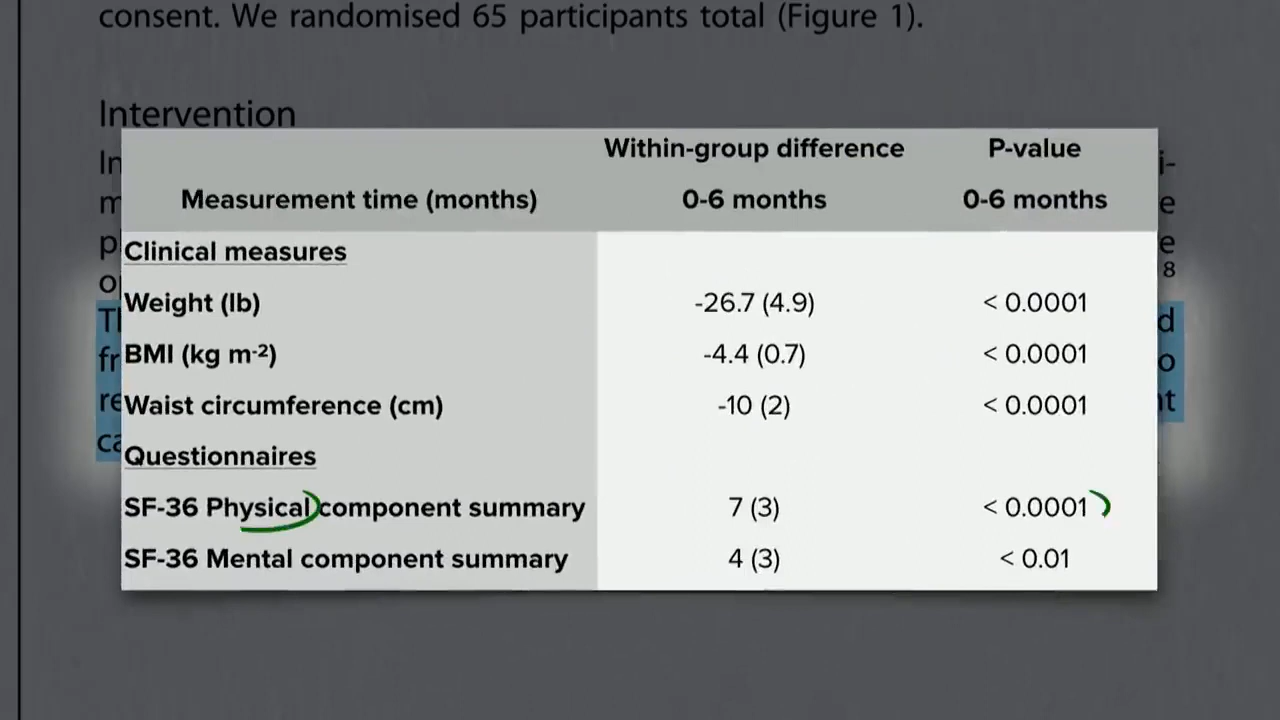 consent. We randomised 65 participants total (Figure 1).
Intervention
Within-group difference P-value
Measurement time (months) 0-6 months 0-6 months
Clinical measures
Weight (lb) -26.7 (4.9) < 0.0001
BMI (kg m-2) -4.4 (0.7) < 0.0001
Waist circumference (cm) -10 (2) < 0.0001
Questionnaires
SF-36 Physical component summary 7 (3) < 0.0001
SF-36 Mental component summary 4 (3) < 0.01